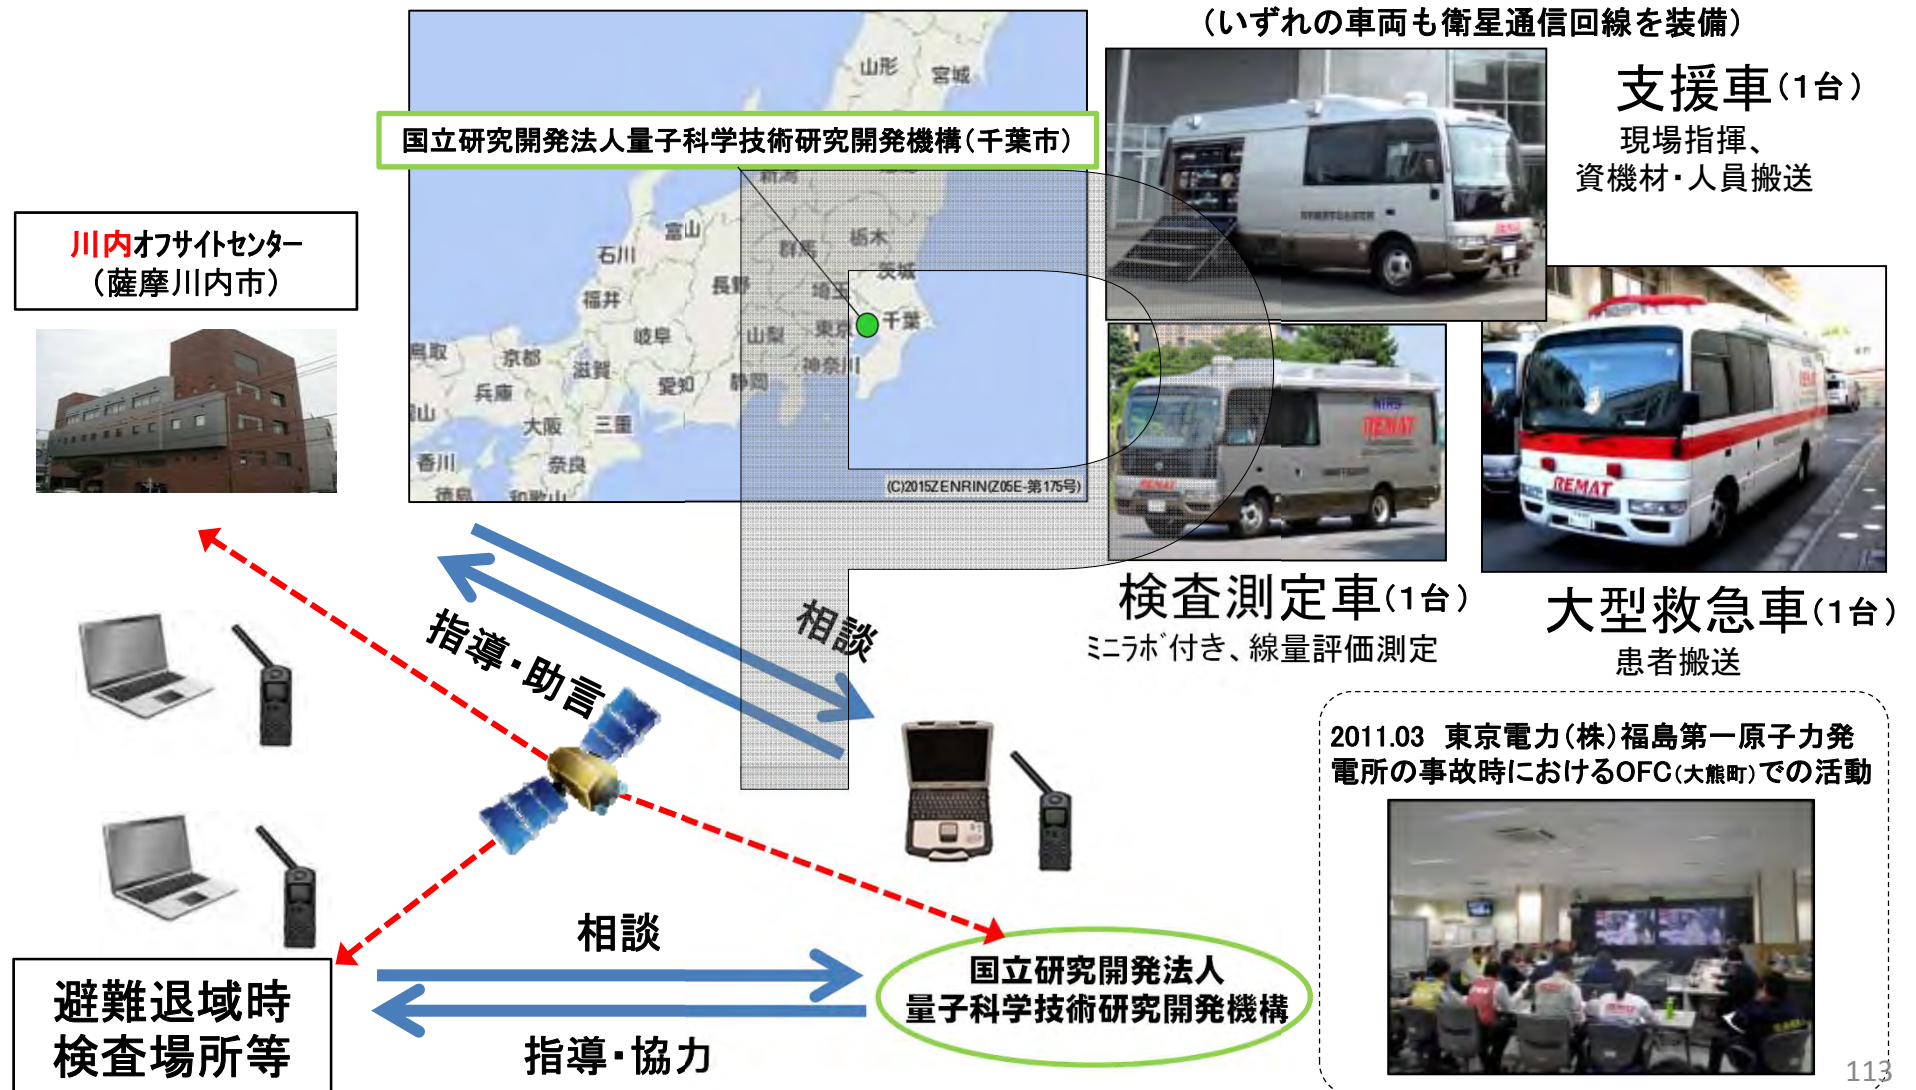 (いずれの車両も衛星通信回線を装備)
支援車(1台)
現場指揮、
資機材・人員搬送
山形
宮城
国立研究開発法人量子科学技術研究開発機構(千葉市)
新潟
富山
石川
群馬
栃木
茨城
福井
長野
埼玉
岐阜
山梨
東京
千葉
鳥取
京都
滋賀
愛知
静岡
神奈川
兵庫
大阪
三重
香川
奈良
徳島
和歌山
(C)2015ZENRIN(Z05E-第175号)
川内オフサイトセンター
(薩摩川内市)
REMAT
NIRS
REMAT
REMAT
REMAT
REMAT
検査測定車(1台)
ミニラボ付き、線量評価測定
大型救急車(1台)
患者搬送
相談
指導・助言
2011.03 東京電力(株)福島第一原子力発
電所の事故時におけるOFC(大熊町)での活動
相談
指導・協力
避難退域時
検査場所等
国立研究開発法人
量子科学技術研究開発機構
P
113